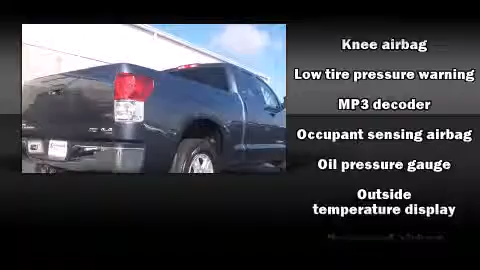 Knee airbag
Low tire pressure warning
MP3 decoder
Occupant sensing airbag
Oil pressure gauge
Outside
temperature display